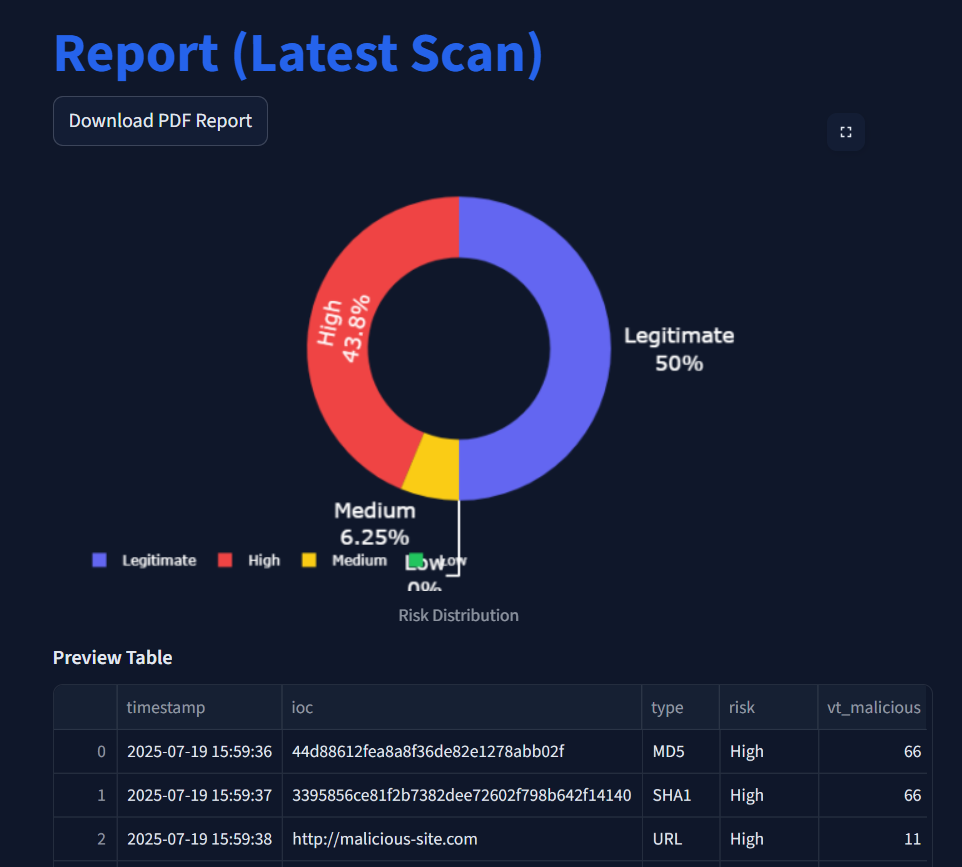 Report (Latest Scan)
Download PDF Report
High
43.8%
Legitimate
50%
Medium
6.25%
Low
0%
Legitimate High Medium Low
Risk Distribution
Preview Table
timestamp ioc type risk vt_malicious
0 2025-07-19 15:59:36 44d88612fea8a8f36de82e1278abb02f MD5 High 66
1 2025-07-19 15:59:37 3395856ce81f2b7382dee72602f798b642f14140 SHA1 High 66
2 2025-07-19 15:59:38 http://malicious-site.com URL High 11